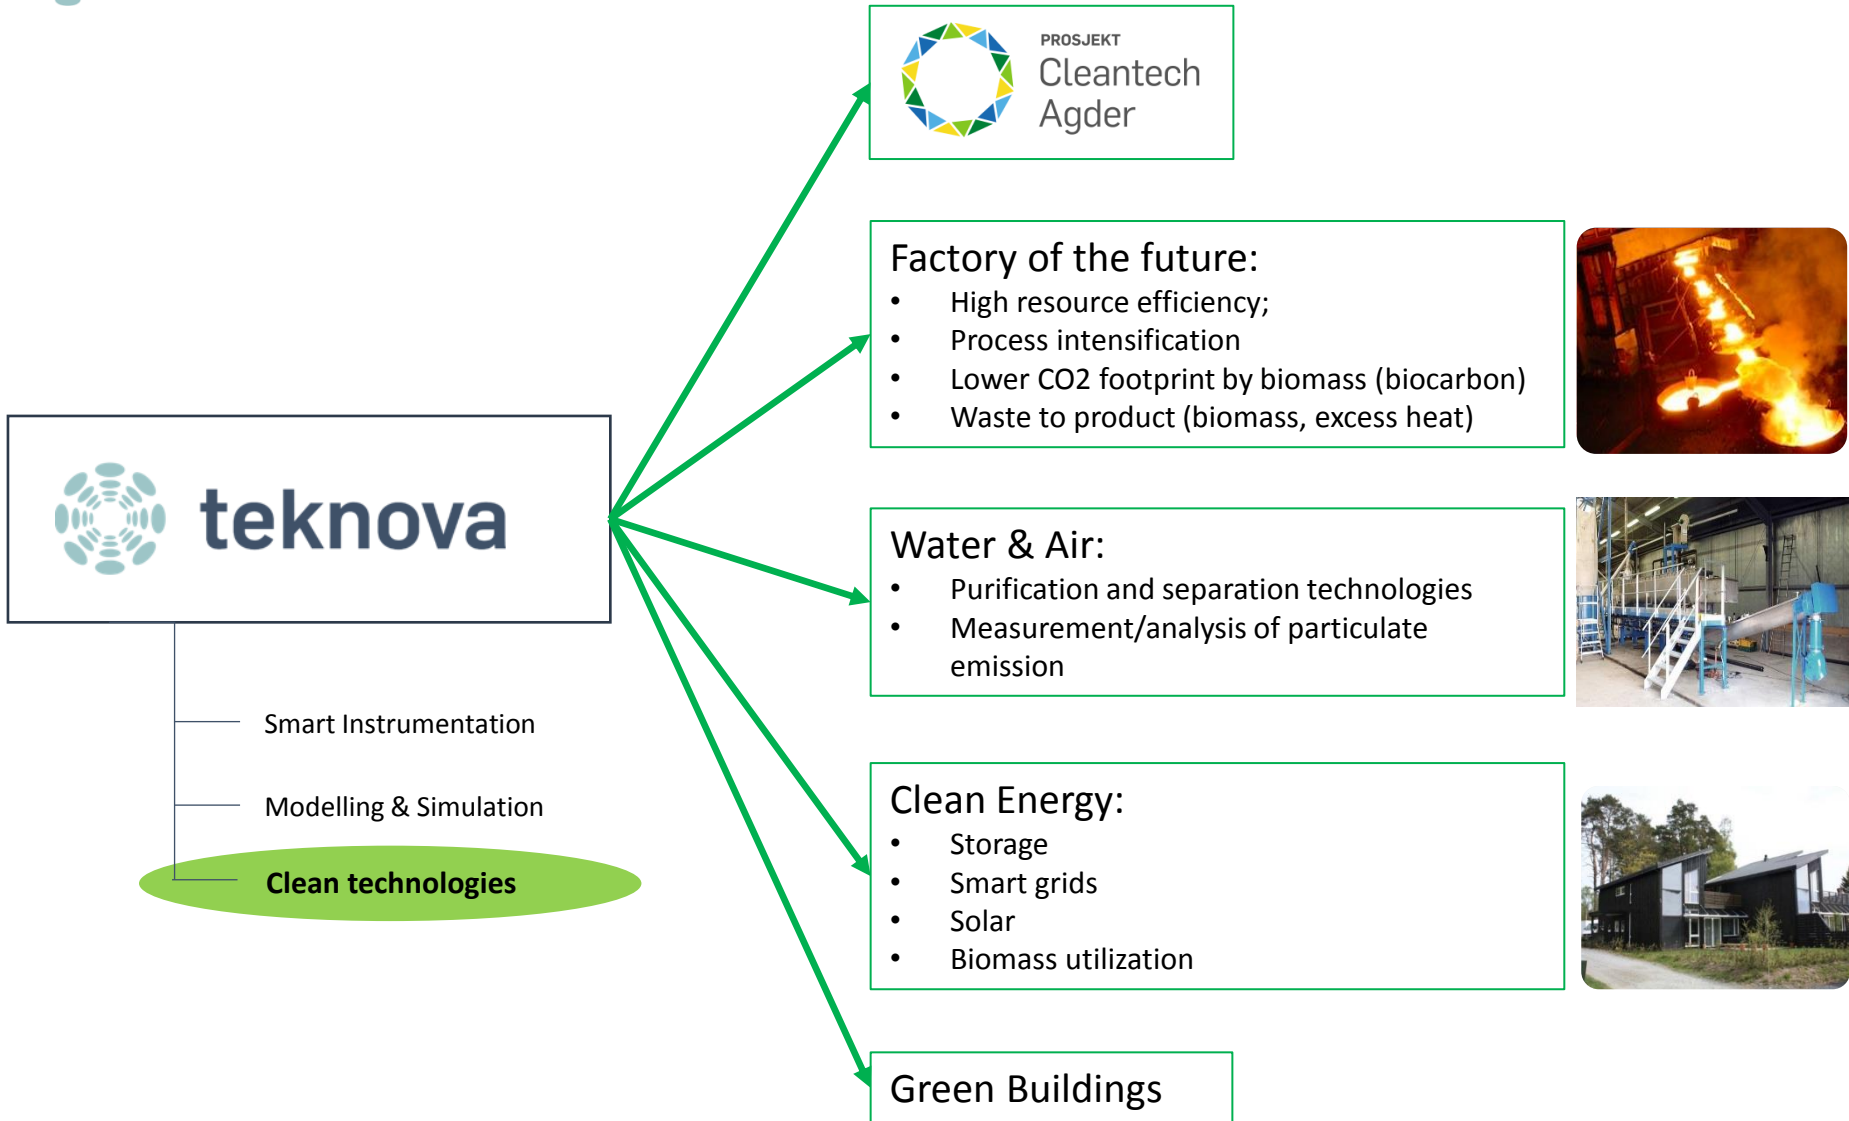 PROSJEKT
Cleantech
Agder
Factory of the future:
• High resource efficiency;
• Process intensification
• Lower CO2 footprint by biomass (biocarbon)
• Waste to product (biomass, excess heat)
teknova
Water & Air:
• Purification and separation technologies
• Measurement/analysis of particulate
emission
Smart Instrumentation
Modelling & Simulation
Clean technologies
Clean Energy:
• Storage
• Smart grids
• Solar
• Biomass utilization
Green Buildings